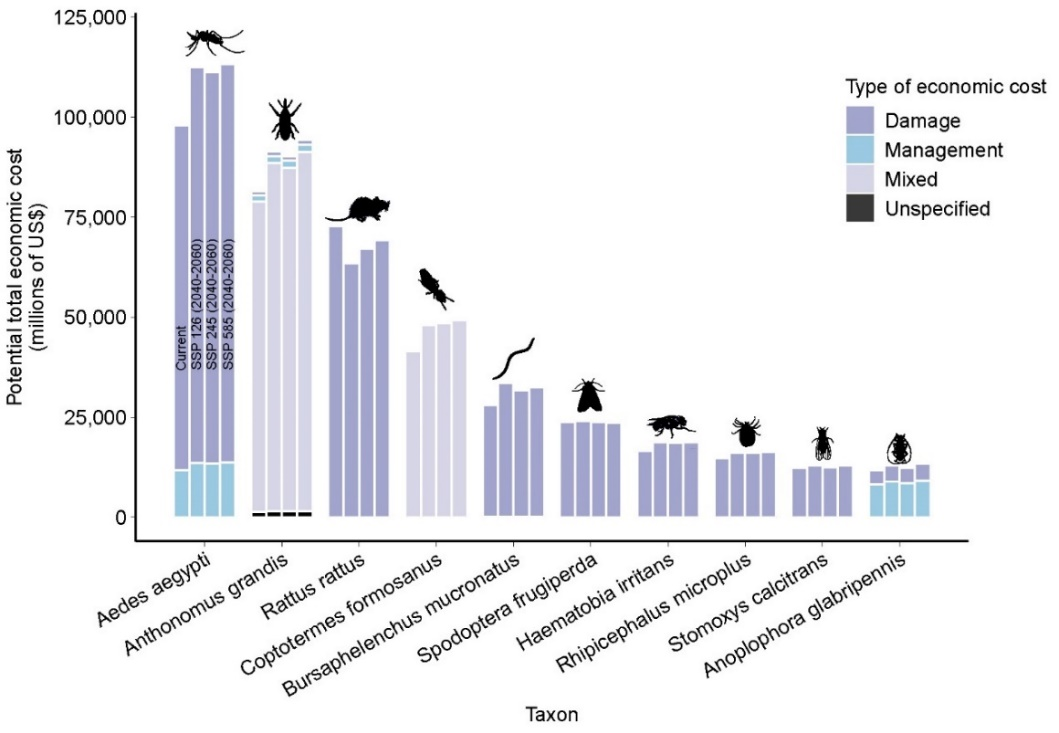 125,000
100,000
75,000
50,000
25,000
0
Potential total economic cost
(millions of US$)
Current
SSP 126 (2040-2060)
SSP 245 (2040-2060)
SSP 585 (2040-2060)
Type of economic cost
Damage
Management
Mixed
Unspecified
Aedes aegypti
Anthonomus grandis
Rattus rattus
Coptotermes formosanus
Bursaphelenchus mucronatus
Spodoptera frugiperda
Haematobia irritans
Rhipicephalus microplus
Stomoxys calcitrans
Anoplophora glabripennis
Taxon